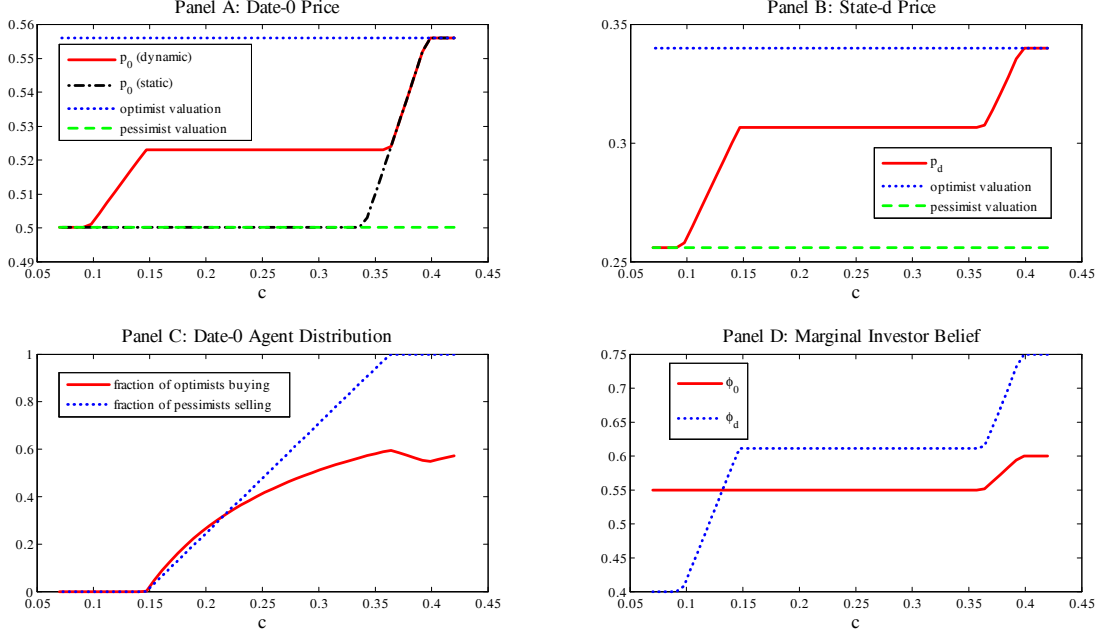 Panel A: Date-0 Price
0.56
0.55
0.54
0.53
0.52
0.51
0.5
0.49
p_0 (dynamic)
p_0 (static)
optimist valuation
pessimist valuation
0.05 0.1 0.15 0.2 0.25 0.3 0.35 0.4 0.45
c
Panel B: State-d Price
0.35
0.3
0.25
p_d
optimist valuation
pessimist valuation
0.05 0.1 0.15 0.2 0.25 0.3 0.35 0.4 0.45
c
Panel C: Date-0 Agent Distribution
1
0.8
0.6
0.4
0.2
0
fraction of optimists buying
fraction of pessimists selling
0.05 0.1 0.15 0.2 0.25 0.3 0.35 0.4 0.45
c
Panel D: Marginal Investor Belief
0.75
0.7
0.65
0.6
0.55
0.5
0.45
0.4
ϕ_0
ϕ_d
0.05 0.1 0.15 0.2 0.25 0.3 0.35 0.4 0.45
c